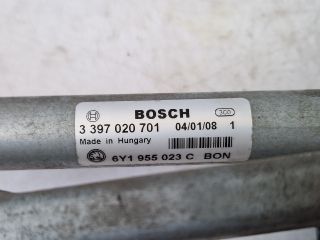 BOSCH
3 397 020 701 04/01/08 1
Made in Hungary
6Y1 955 023 C BON